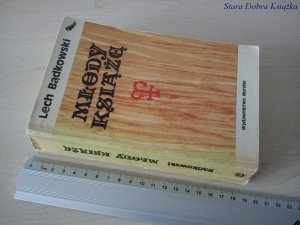 Stara Dobra Książka
Lech Bądkowski
MŁODY
KSIĄŻĘ
Wydawnictwo Morskie
Bądkowski MŁODY KSIĄŻĘ